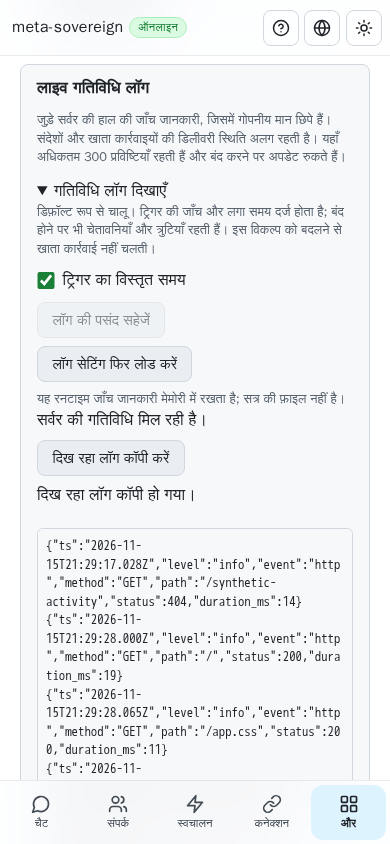 meta-sovereign ऑनलाइन
लाइव गतिविधि लॉग
जुड़े सर्वर की हाल की जाँच जानकारी, जिसमें गोपनीय मान छिपे हैं।
संदेशों और खाता कार्रवाइयों की डिलीवरी स्थिति अलग रहती है। यहाँ
अधिकतम 300 प्रविष्टियाँ रहती हैं और बंद करने पर अपडेट रुकते हैं।
▼ गतिविधि लॉग दिखाएँ
डिफ़ॉल्ट रूप से चालू। ट्रिगर की जाँच और लगा समय दर्ज होता है; बंद
होने पर भी चेतावनियाँ और त्रुटियाँ रहती हैं। इस विकल्प को बदलने से
खाता कार्रवाई नहीं चलती।
ट्रिगर का विस्तृत समय
लॉग की पसंद सहेजें
लॉग सेटिंग फिर लोड करें
यह रनटाइम जाँच जानकारी मेमोरी में रखता है; सत्र की फ़ाइल नहीं है।
सर्वर की गतिविधि मिल रही है।
दिख रहा लॉग कॉपी करें
दिख रहा लॉग कॉपी हो गया।
{"ts":"2026-11-
15T21:29:17.028Z","level":"info","event":"http
","method":"GET","path":"/synthetic-
activity","status":404,"duration_ms":14}
{"ts":"2026-11-
15T21:29:28.000Z","level":"info","event":"http
","method":"GET","path":"/","status":200,"dura
tion_ms":19}
{"ts":"2026-11-
15T21:29:28.065Z","level":"info","event":"http
","method":"GET","path":"/app.css","status":20
0,"duration_ms":11}
{"ts":"2026-11-
चैट संपर्क स्वचालन कनेक्शन और